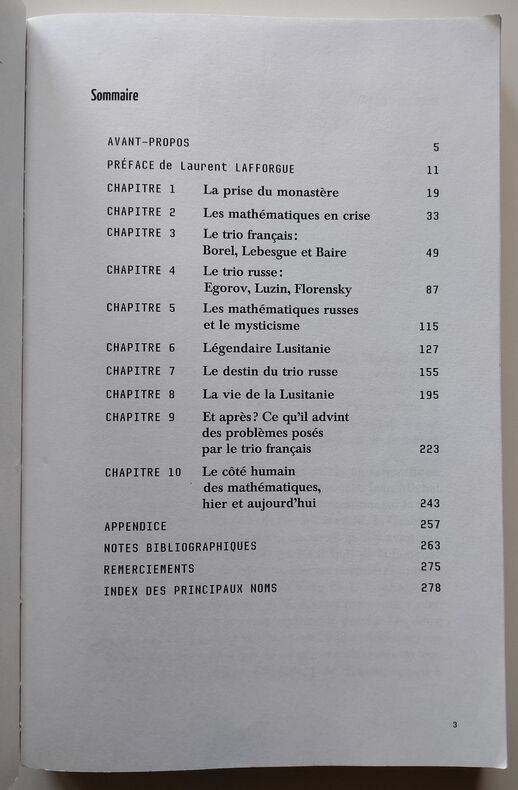 Sommaire
AVANT-PROPOS 5
PRÉFACE de Laurent LAFFORGUE 11
CHAPITRE 1 La prise du monastère 19
CHAPITRE 2 Les mathématiques en crise 33
CHAPITRE 3 Le trio français :
Borel, Lebesgue et Baire 49
CHAPITRE 4 Le trio russe :
Egorov, Luzin, Florensky 87
CHAPITRE 5 Les mathématiques russes
et le mysticisme 115
CHAPITRE 6 Légendaire Lusitanie 127
CHAPITRE 7 Le destin du trio russe 155
CHAPITRE 8 La vie de la Lusitanie 195
CHAPITRE 9 Et après ? Ce qu'il advint
des problèmes posés
par le trio français 223
CHAPITRE 10 Le côté humain
des mathématiques,
hier et aujourd'hui 243
APPENDICE 257
NOTES BIBLIOGRAPHIQUES 263
REMERCIEMENTS 275
INDEX DES PRINCIPAUX NOMS 278
3